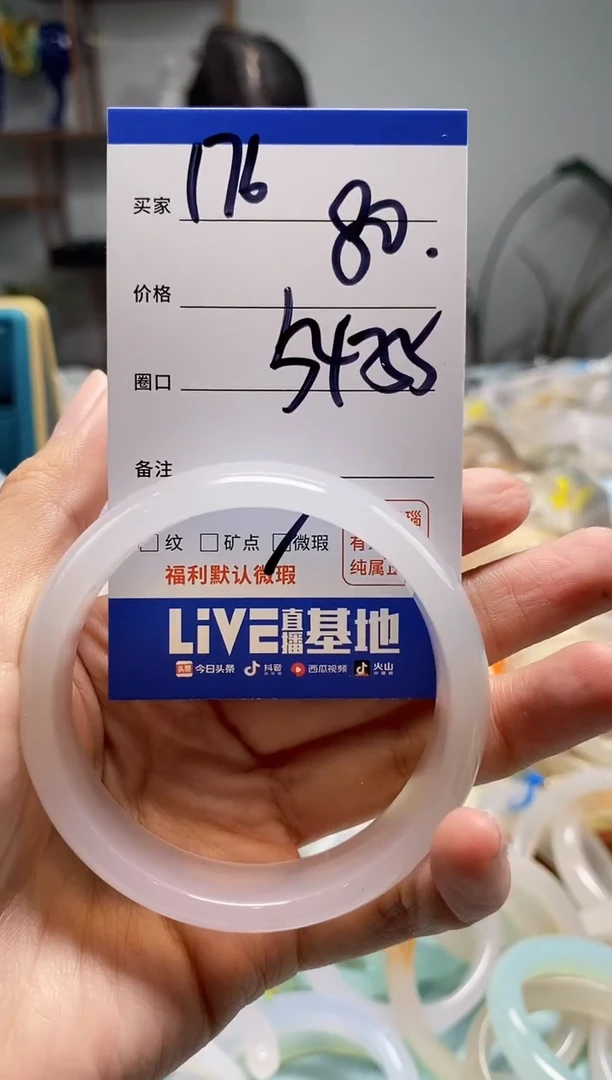 买家 176
80.
价格
圈口 54255
备注
纹 矿点 微瑕
福利默认微瑕
LiVE直播基地
今日头条 抖音 西瓜视频 火山